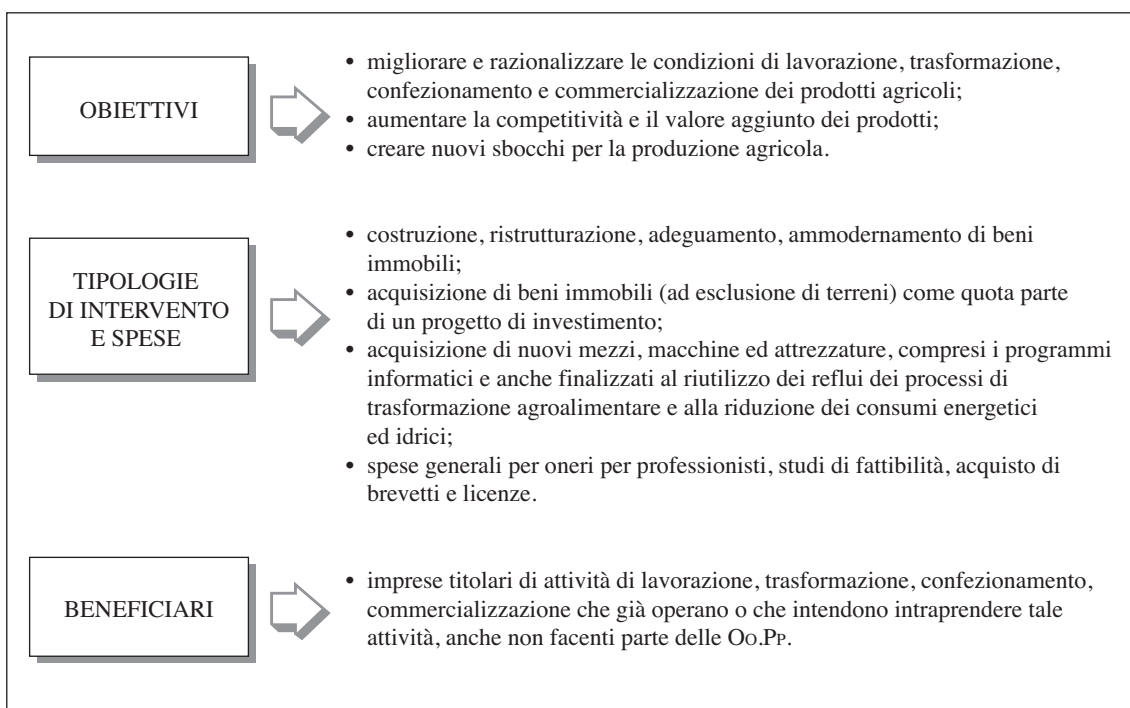 OBIETTIVI
• migliorare e razionalizzare le condizioni di lavorazione, trasformazione,
confezionamento e commercializzazione dei prodotti agricoli;
• aumentare la competitività e il valore aggiunto dei prodotti;
• creare nuovi sbocchi per la produzione agricola.
TIPOLOGIE
DI INTERVENTO
E SPESE
• costruzione, ristrutturazione, adeguamento, ammodernamento di beni
immobili;
• acquisizione di beni immobili (ad esclusione di terreni) come quota parte
di un progetto di investimento;
• acquisizione di nuovi mezzi, macchine ed attrezzature, compresi i programmi
informatici e anche finalizzati al riutilizzo dei reflui dei processi di
trasformazione agroalimentare e alla riduzione dei consumi energetici
ed idrici;
• spese generali per oneri per professionisti, studi di fattibilità, acquisto di
brevetti e licenze.
BENEFICIARI
• imprese titolari di attività di lavorazione, trasformazione, confezionamento,
commercializzazione che già operano o che intendono intraprendere tale
attività, anche non facenti parte delle OO.PP.